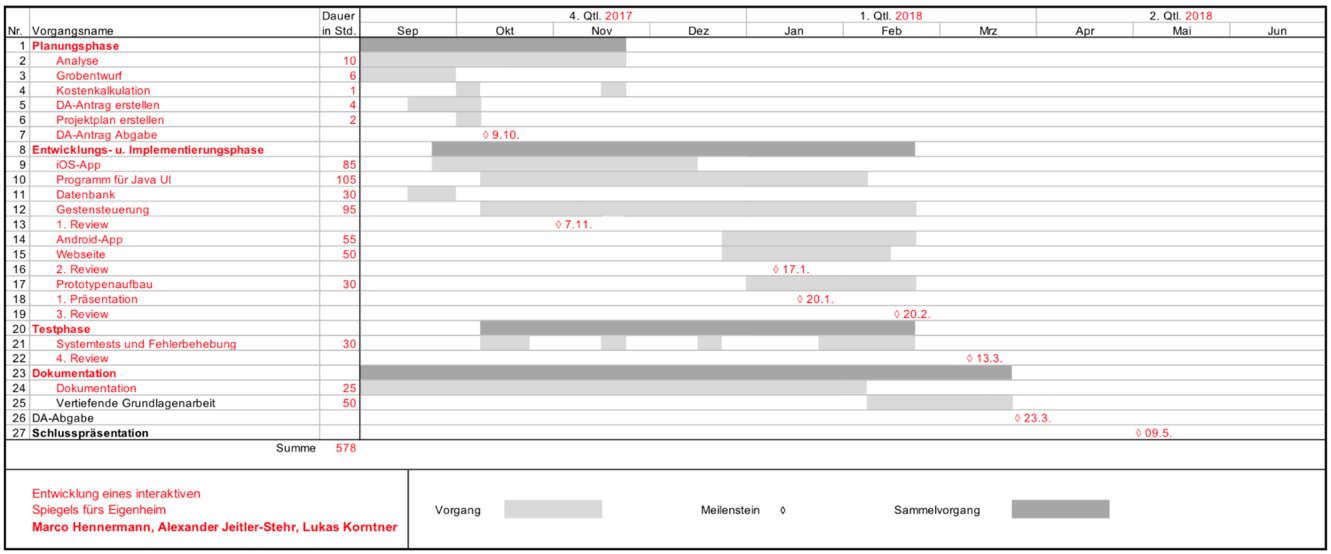 Dauer 4. Qtl. 2017 1. Qtl. 2018 2. Qtl. 2018
Nr. Vorgangsname in Std. Sep Okt Nov Dez Jan Feb Mrz Apr Mai Jun
1 Planungsphase
2 Analyse 10
3 Grobentwurf 6
4 Kostenkalkulation 1
5 DA-Antrag erstellen 4
6 Projektplan erstellen 2
7 DA-Antrag Abgabe ◊ 9.10.
8 Entwicklungs- u. Implementierungsphase
9 iOS-App 85
10 Programm für Java UI 105
11 Datenbank 30
12 Gestensteuerung 95
13 1. Review ◊ 7.11.
14 Android-App 55
15 Webseite 50
16 2. Review ◊ 17.1.
17 Prototypenaufbau 30
18 1. Präsentation ◊ 20.1.
19 3. Review ◊ 20.2.
20 Testphase
21 Systemtests und Fehlerbehebung 30
22 4. Review ◊ 13.3.
23 Dokumentation
24 Dokumentation 25
25 Vertiefende Grundlagenarbeit 50
26 DA-Abgabe ◊ 23.3.
27 Schlusspräsentation ◊ 09.5.
Summe 578
Entwicklung eines interaktiven
Spiegels fürs Eigenheim
Marco Hennermann, Alexander Jeitler-Stehr, Lukas Korntner
Vorgang Meilenstein ◊ Sammelvorgang